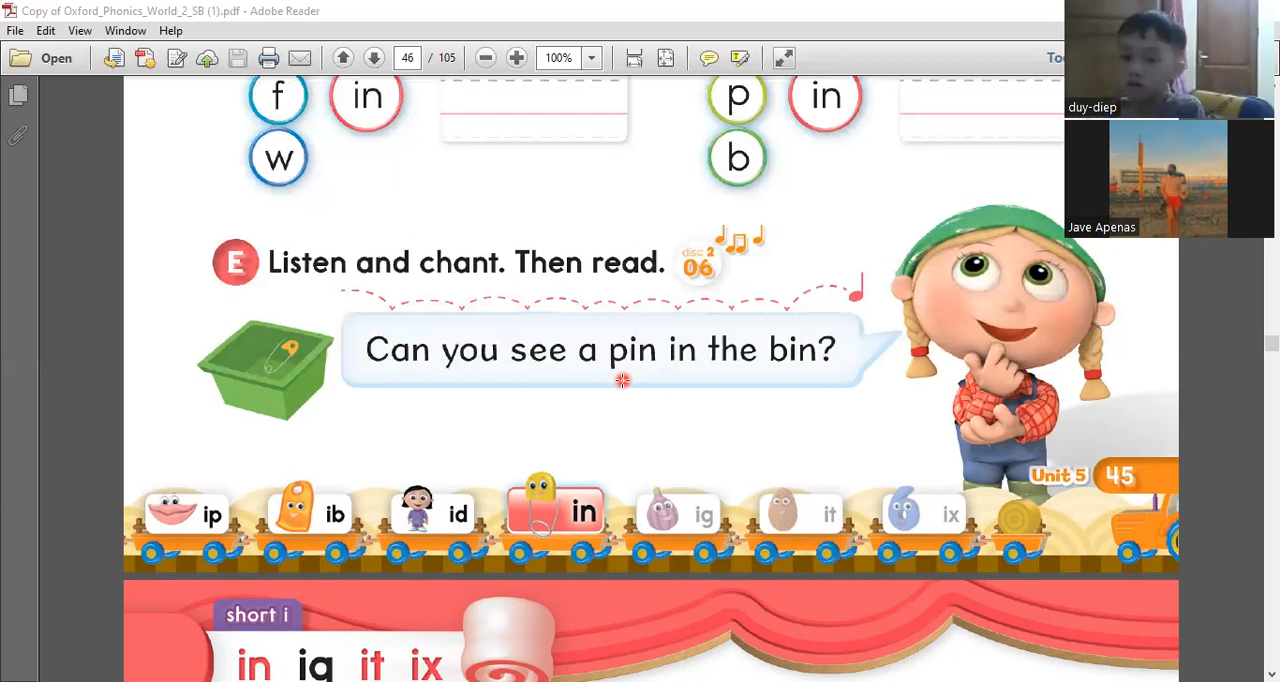 Copy of Oxford_Phonics_World_2_SB (1).pdf - Adobe Reader
File Edit View Window Help
Open 46 / 105 100% Too
duy-diep
Jave Apenas
f in p in
w b
E Listen and chant. Then read. disc 2 06
Can you see a pin in the bin?
Unit 5 45
ip ib id in ig it ix
short i
in ig it ix